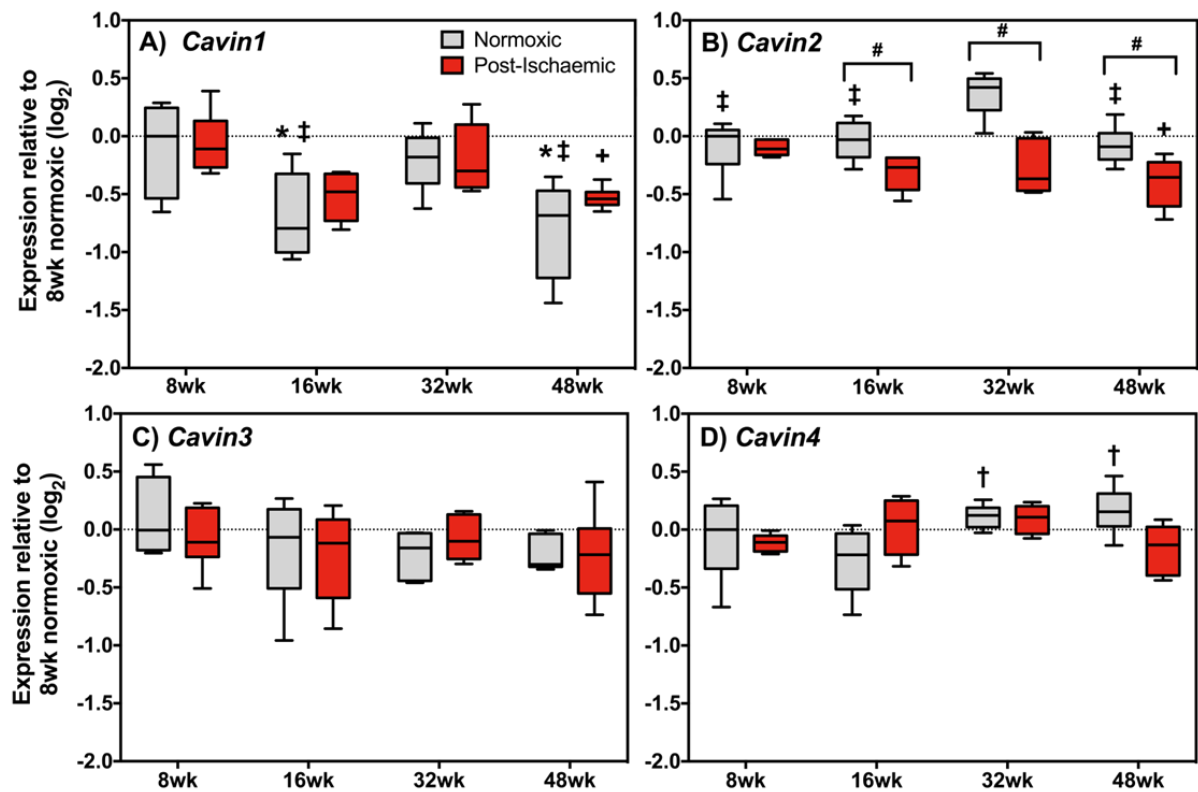 A) Cavin1
Normoxic
Post-Ischaemic
* ‡
*‡
+
1.0
0.5
0.0
-0.5
-1.0
-1.5
-2.0
Expression relative to
8wk normoxic (log2)
8wk 16wk 32wk 48wk
B) Cavin2
# # #
‡ ‡ ‡ +
1.0
0.5
0.0
-0.5
-1.0
-1.5
-2.0
8wk 16wk 32wk 48wk
C) Cavin3
1.0
0.5
0.0
-0.5
-1.0
-1.5
-2.0
Expression relative to
8wk normoxic (log2)
8wk 16wk 32wk 48wk
D) Cavin4
† †
1.0
0.5
0.0
-0.5
-1.0
-1.5
-2.0
8wk 16wk 32wk 48wk